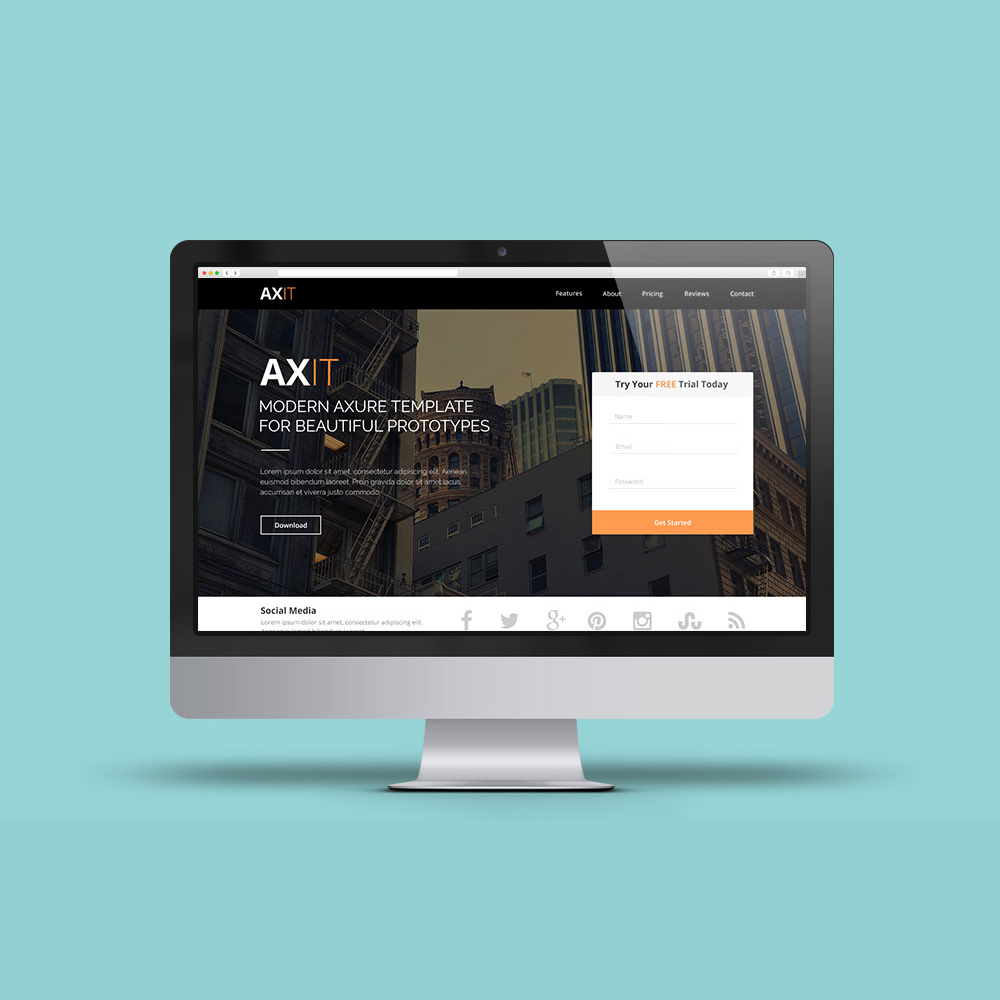 AXIT
Features About Pricing Reviews Contact
AXIT
MODERN AXURE TEMPLATE
FOR BEAUTIFUL PROTOTYPES
Lorem ipsum dolor sit amet, consectetur adipiscing elit. Aenean
euismod bibendum laoreet. Proin gravida dolor sit amet lacus
accumsan et viverra justo commodo.
Download
Try Your FREE Trial Today
Name
Email
Password
Get Started
Social Media
Lorem ipsum dolor sit amet, consectetur adipiscing elit.